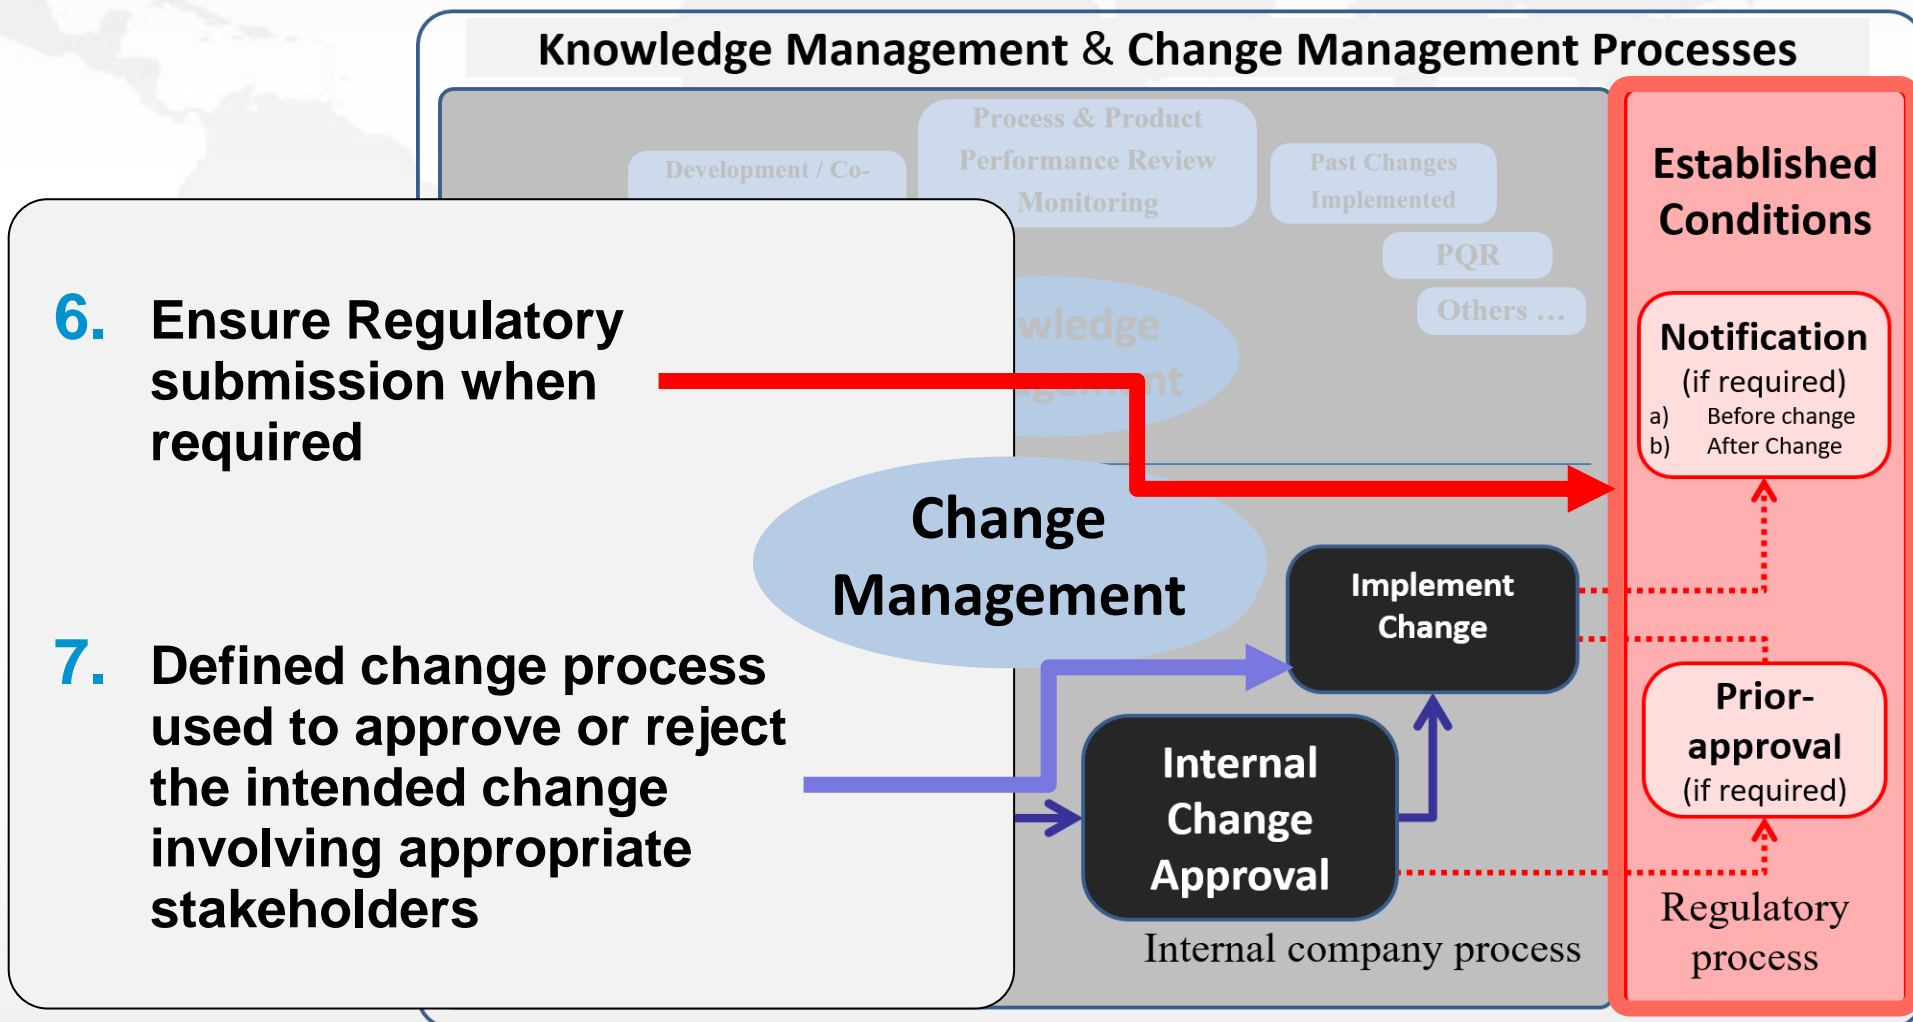 Knowledge Management & Change Management Processes
Process & Product
Performance Review
Monitoring
Development / Co-
Past Changes
Implemented
PQR
Others …
wledge
agement
6. Ensure Regulatory
submission when
required
7. Defined change process
used to approve or reject
the intended change
involving appropriate
stakeholders
Change
Management
Implement
Change
Internal
Change
Approval
Internal company process
Established
Conditions
Notification
(if required)
a) Before change
b) After Change
Prior-
approval
(if required)
Regulatory
process